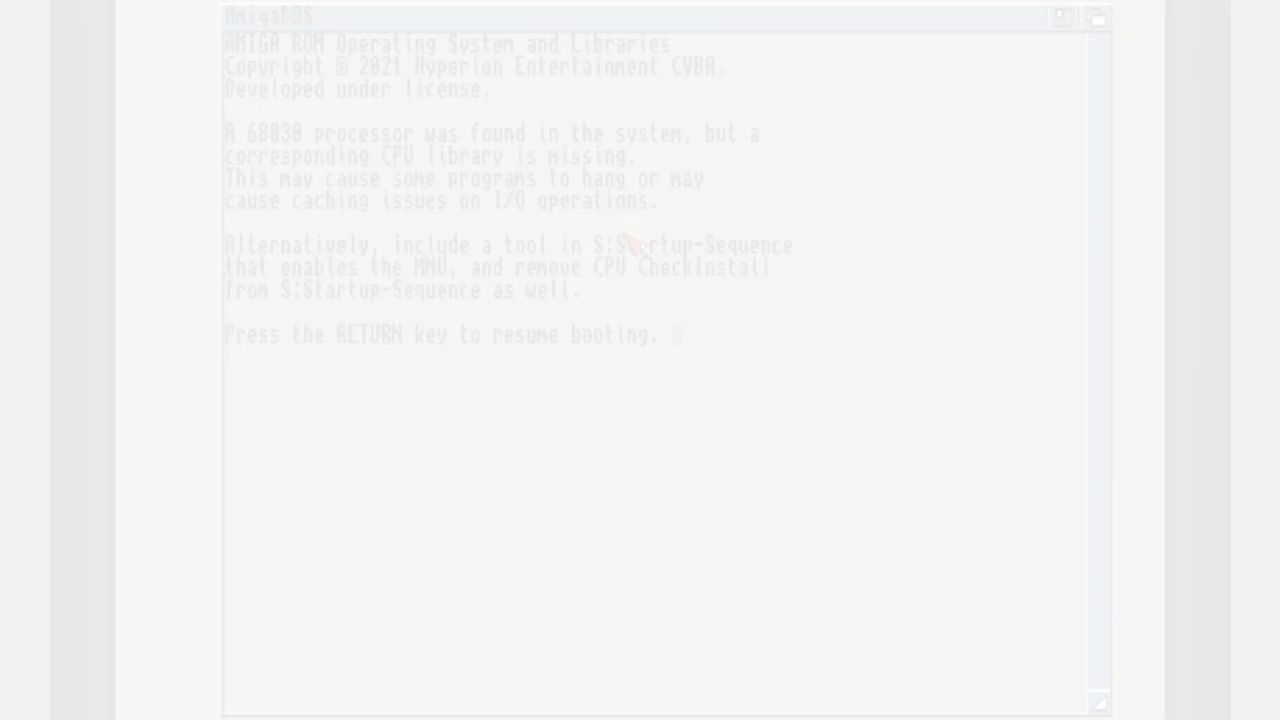 AmigaDOS
AMIGA ROM Operating System and Libraries
Copyright © 2021 Hyperion Entertainment CVBA.
Developed under license.
A 68030 processor was found in the system, but a
corresponding CPU library is missing.
This may cause some programs to hang or may
cause caching issues on I/O operations.
Alternatively, include a tool in S:Startup-Sequence
that enables the MMU, and remove CPU CheckInstall
from S:Startup-Sequence as well.
Press the RETURN key to resume booting.